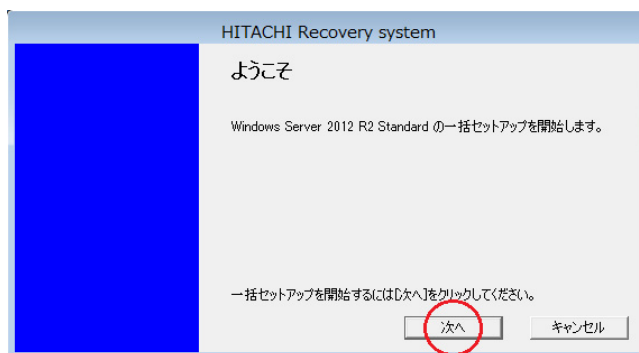 HITACHI Recovery system
ようこそ
Windows Server 2012 R2 Standard の一括セットアップを開始します。
一括セットアップを開始するには[次へ]をクリックしてください。
次へ
キャンセル